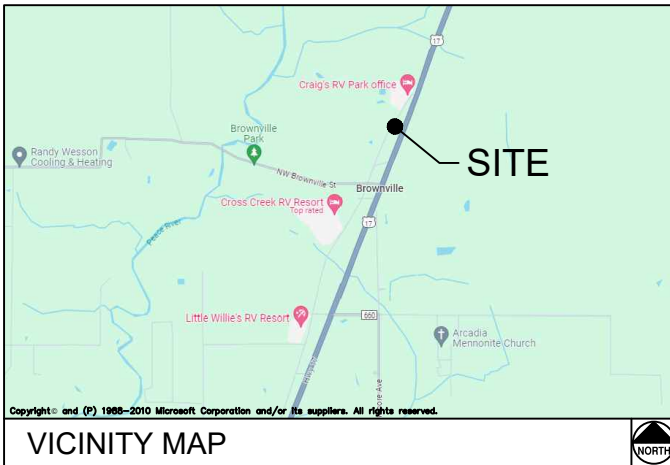 17
Craig's RV Park office
Randy Wesson
Cooling & Heating
Brownville
Park
SITE
NW Brownville St
Brownville
Cross Creek RV Resort
Top rated
17
Peace River
Little Willie's RV Resort
660
Arcadia
Mennonite Church
Copyright © and (P) 1988–2010 Microsoft Corporation and/or its suppliers. All rights reserved.
VICINITY MAP
NORTH